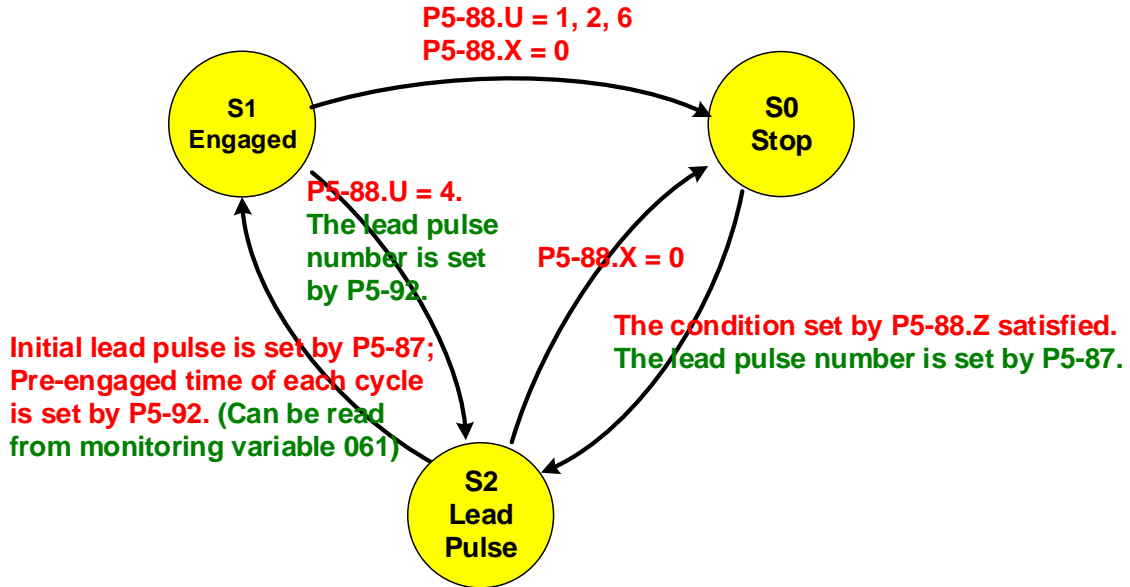 P5-88.U = 1, 2, 6
P5-88.X = 0
S1
Engaged
S0
Stop
P5-88.U = 4.
The lead pulse
number is set
by P5-92.
P5-88.X = 0
The condition set by P5-88.Z satisfied.
The lead pulse number is set by P5-87.
Initial lead pulse is set by P5-87;
Pre-engaged time of each cycle
is set by P5-92. (Can be read
from monitoring variable 061)
S2
Lead
Pulse